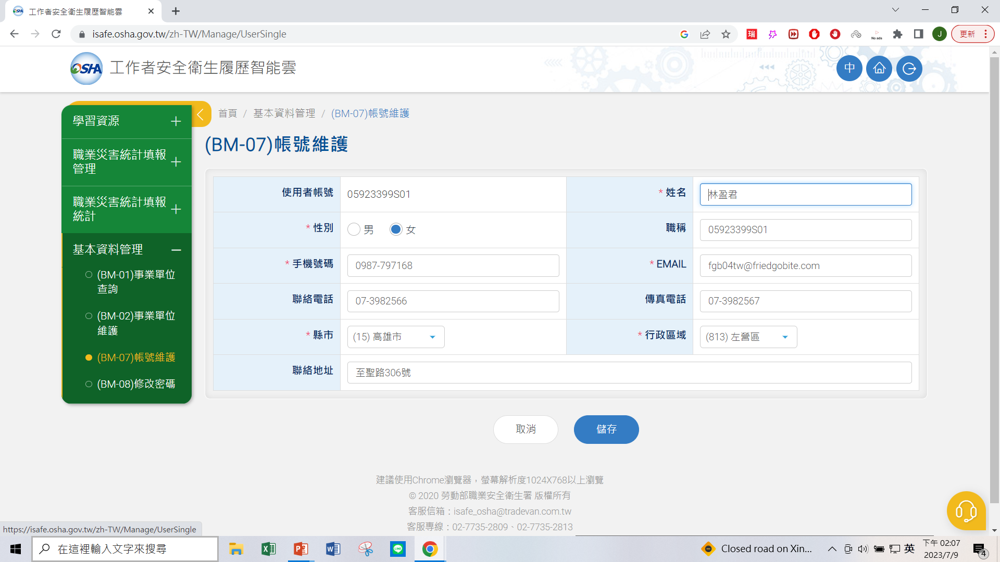 工作者安全衛生履歷智能雲
isafe.osha.gov.tw/zh-TW/Manage/UserSingle
瑞
No ads
J
更新
OSHA
工作者安全衛生履歷智能雲
中
學習資源
職業災害統計填報
管理
職業災害統計填報
統計
基本資料管理
(BM-01)事業單位
查詢
(BM-02)事業單位
維護
(BM-07)帳號維護
(BM-08)修改密碼
首頁 / 基本資料管理 / (BM-07)帳號維護
(BM-07)帳號維護
使用者帳號 05923399S01 * 姓名 林盈君
* 性別 男 女 職稱 05923399S01
* 手機號碼 0987-797168 * EMAIL fgb04tw@friedgobite.com
聯絡電話 07-3982566 傳真電話 07-3982567
* 縣市 (15) 高雄市 * 行政區域 (813) 左營區
聯絡地址 至聖路306號
取消 儲存
建議使用Chrome瀏覽器，螢幕解析度1024X768以上瀏覽
© 2020 勞動部職業安全衛生署 版權所有
客服信箱：isafe_osha@tradevan.com.tw
客服專線：02-7735-2809、02-7735-2813
https://isafe.osha.gov.tw/zh-TW/Manage/UserSingle
在這裡輸入文字來搜尋
LINE
Closed road on Xin...
英
下午 02:07
2023/7/9
4